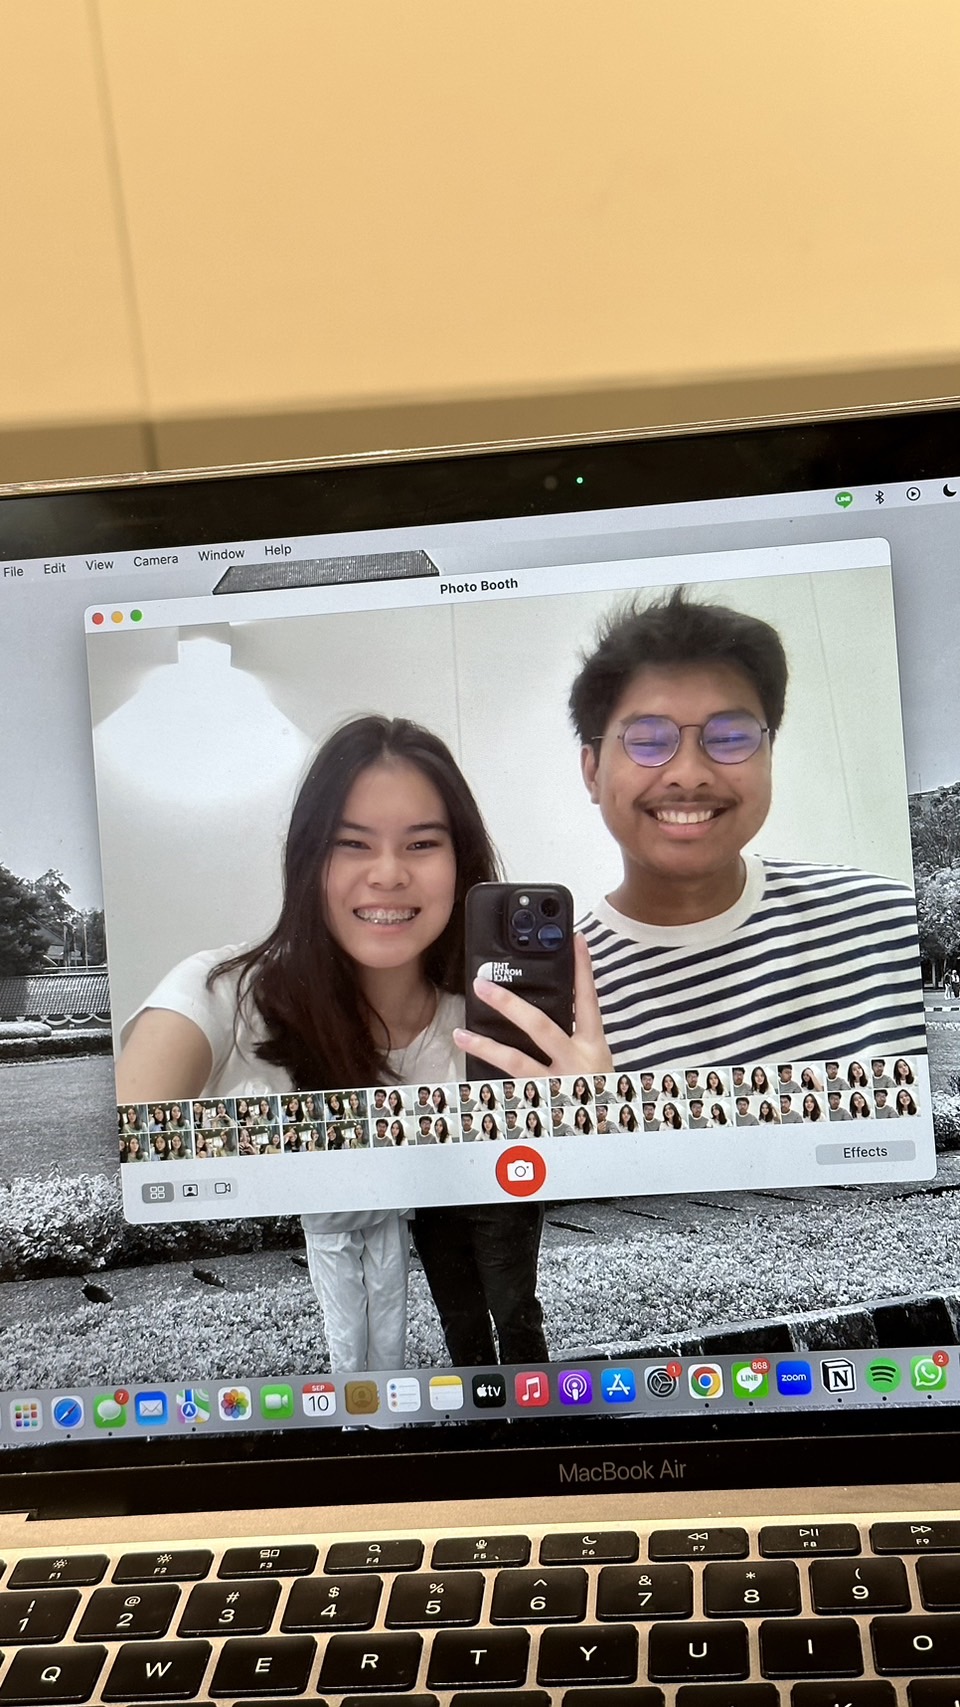 File Edit View Camera Window Help
LINE
Photo Booth
THE
NORTH
FACE
Effects
7
SEP
10
tv
1
868
LINE
zoom
N
2
MacBook Air
F1 F2 F3 F4 F5 F6 F7 F8 F9
! @ # $ % ^ & * (
1 2 3 4 5 6 7 8 9
Q W E R T Y U I O